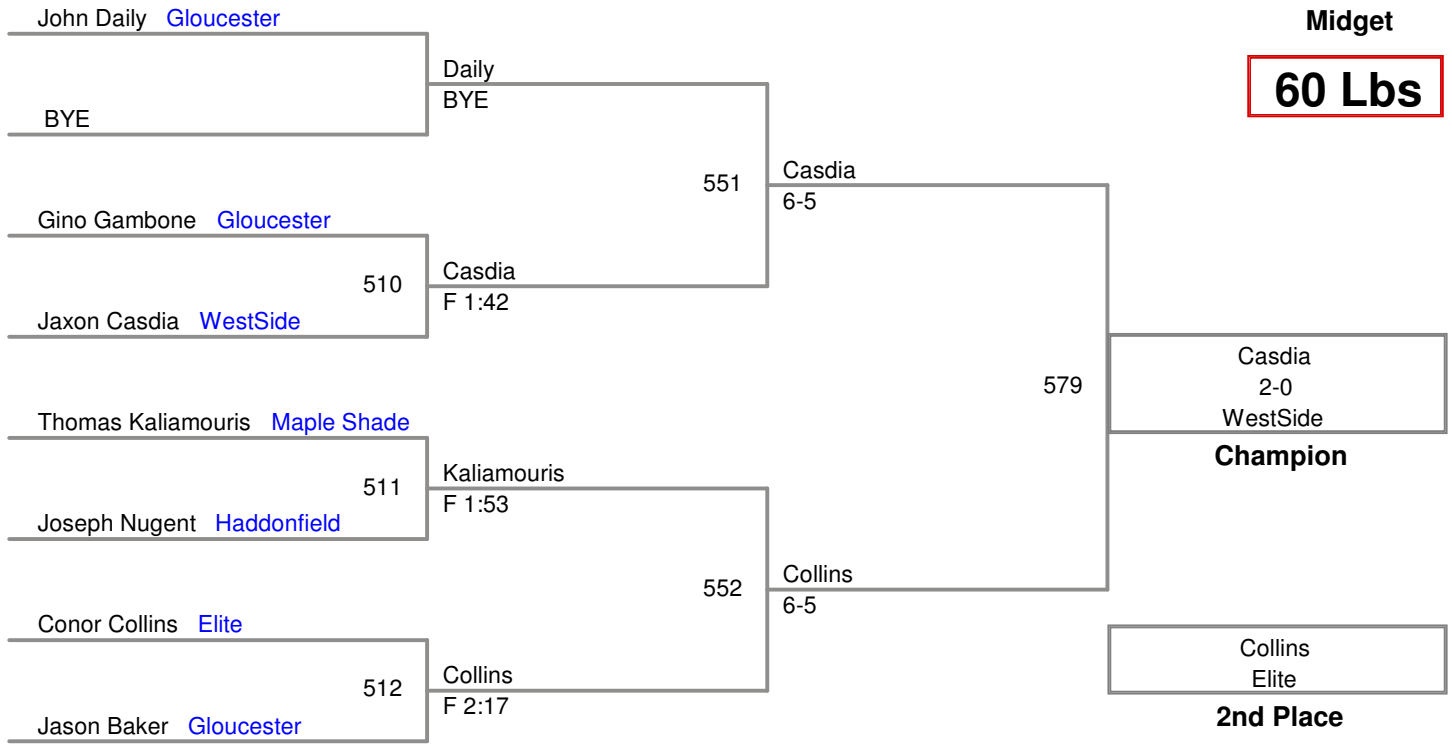 John Daily Gloucester
Midget
Daily
60 Lbs
BYE
BYE
Casdia
551
6-5
Gino Gambone Gloucester
Casdia
510
F 1:42
Jaxon Casdia WestSide
Casdia
579
2-0
WestSide
Thomas Kaliamouris Maple Shade
Champion
Kaliamouris
511
F 1:53
Joseph Nugent Haddonfield
Collins
552
6-5
Conor Collins Elite
Collins
Elite
Collins
512
F 2:17
2nd Place
Jason Baker Gloucester